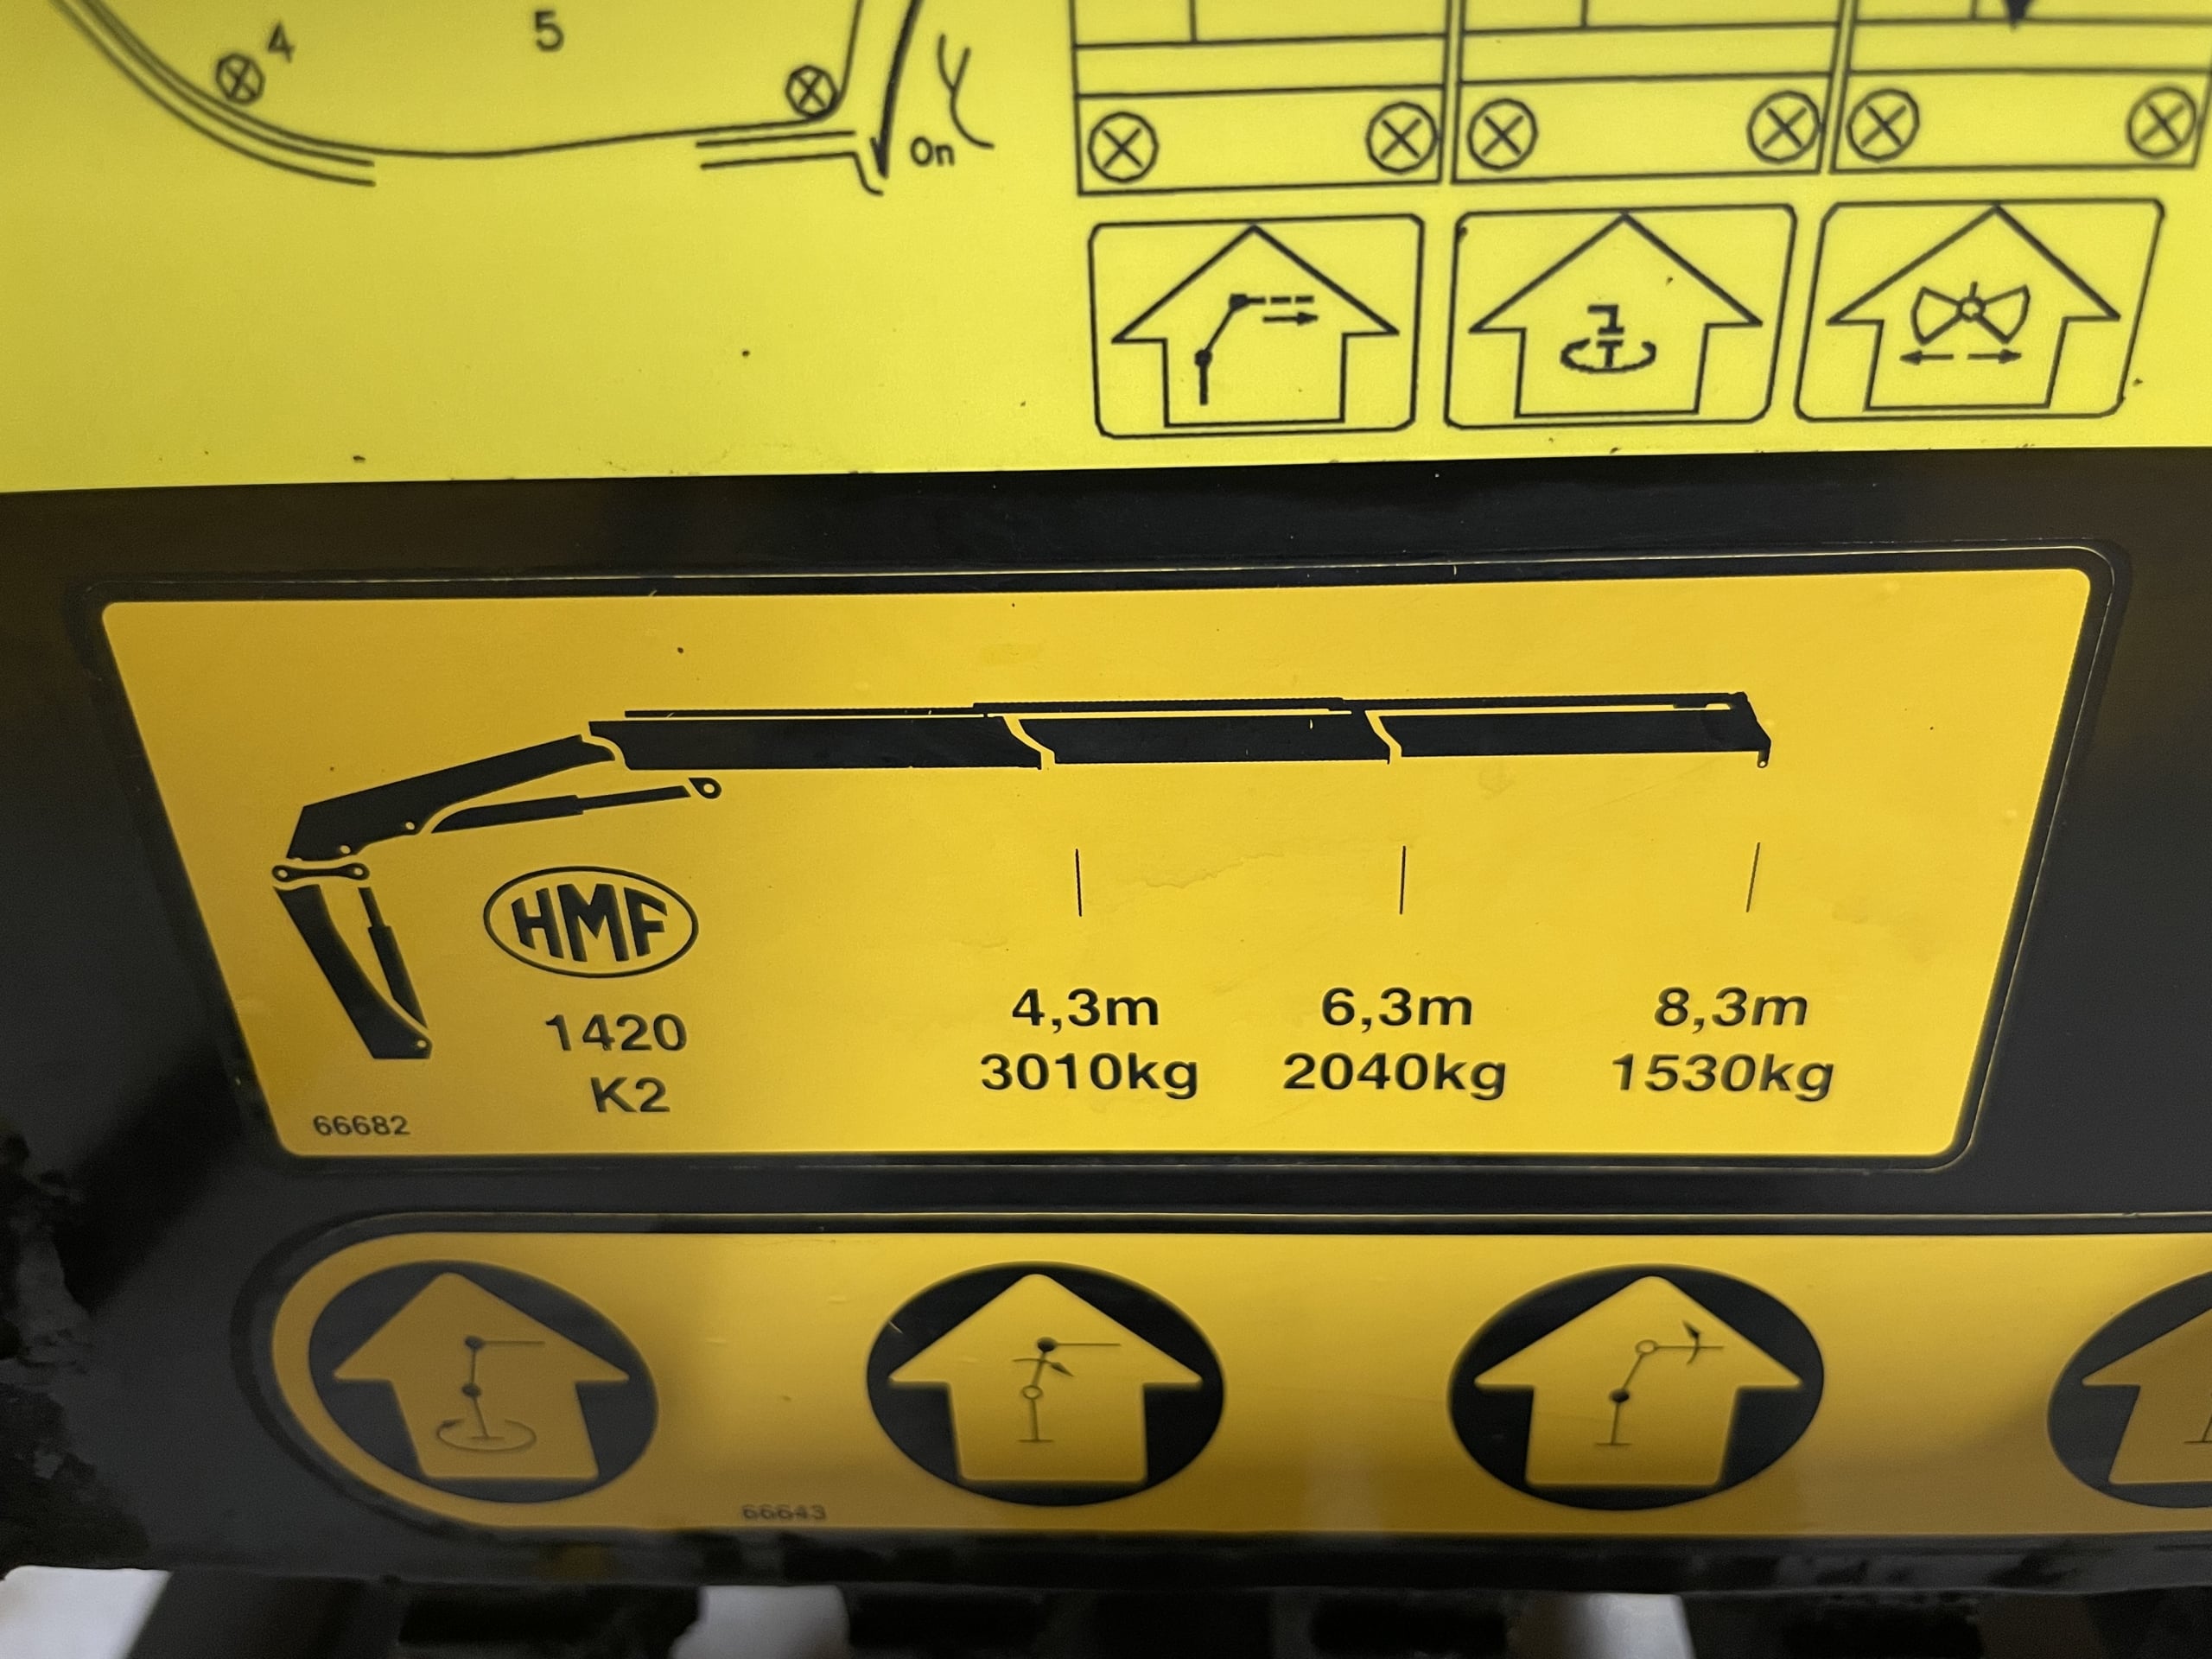 4
5
On
HMF
1420
K2
4,3m
3010kg
6,3m
2040kg
8,3m
1530kg
66682
66643